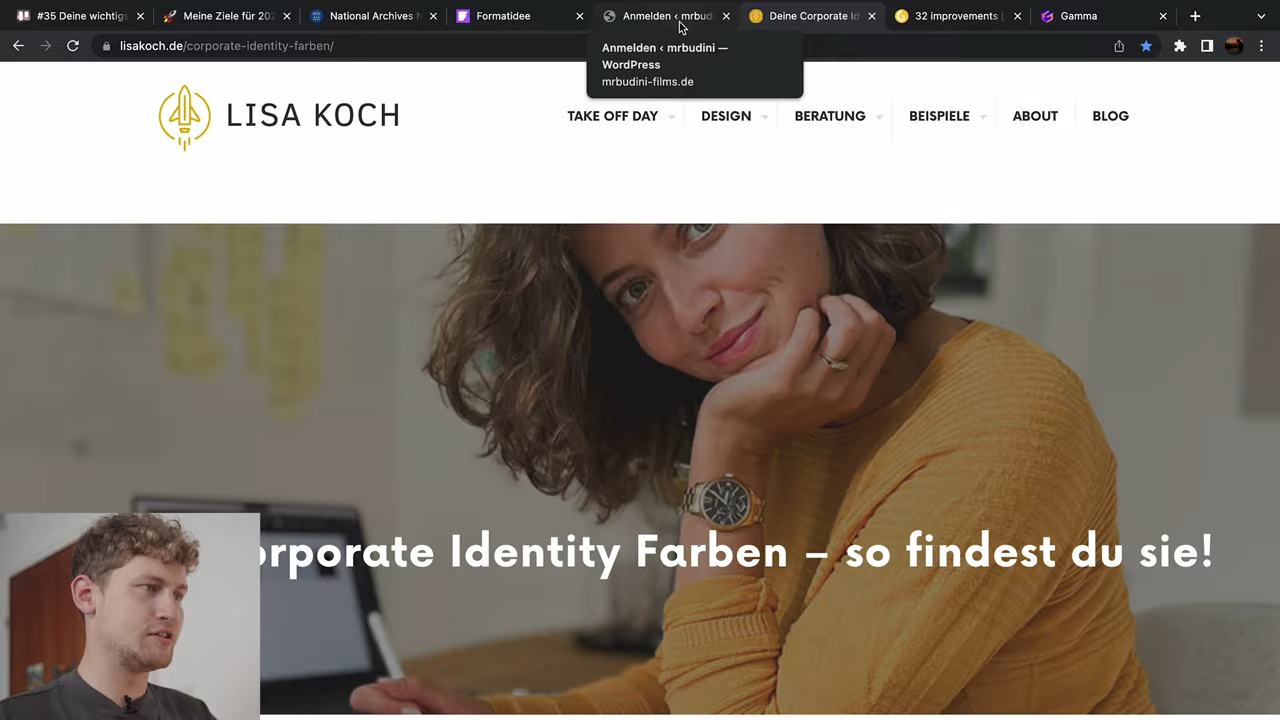 #35 Deine wichtigs
Meine Ziele für 202
National Archives N
Formatidee
Anmelden ‹ mrbudi
Deine Corporate Id
32 improvements
Gamma
lisakoch.de/corporate-identity-farben/
Anmelden ‹ mrbudini —
WordPress
mrbudini-films.de
LISA KOCH
TAKE OFF DAY
DESIGN
BERATUNG
BEISPIELE
ABOUT
BLOG
orporate Identity Farben – so findest du sie!